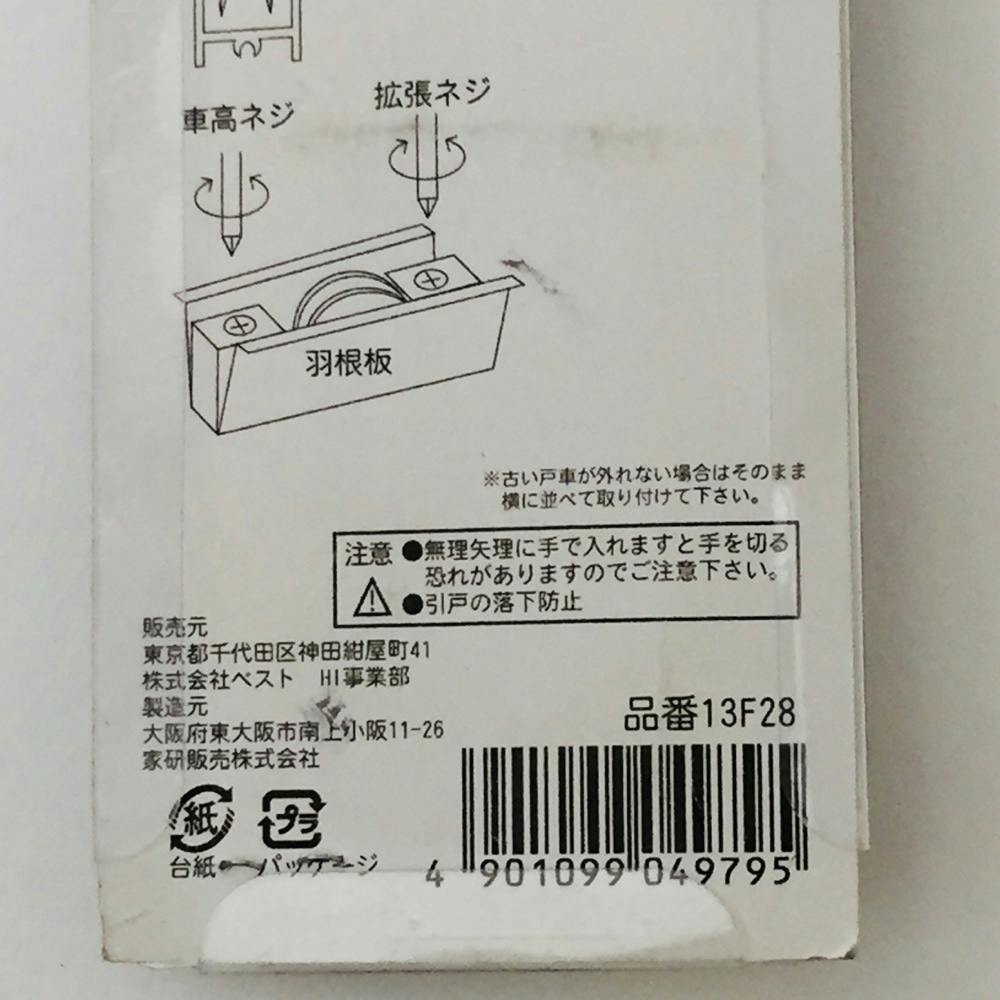 車高ネジ
拡張ネジ
羽根板
※古い戸車が外れない場合はそのまま
横に並べて取り付けて下さい。
注意 ●無理矢理に手で入れますと手を切る
恐れがありますのでご注意下さい。
●引戸の落下防止
販売元
東京都千代田区神田紺屋町41
株式会社ベスト HI事業部
製造元
大阪府東大阪市南上小阪11-26
家研販売株式会社
品番13F28
紙 プラ
台紙 パッケージ
4 901099 049795